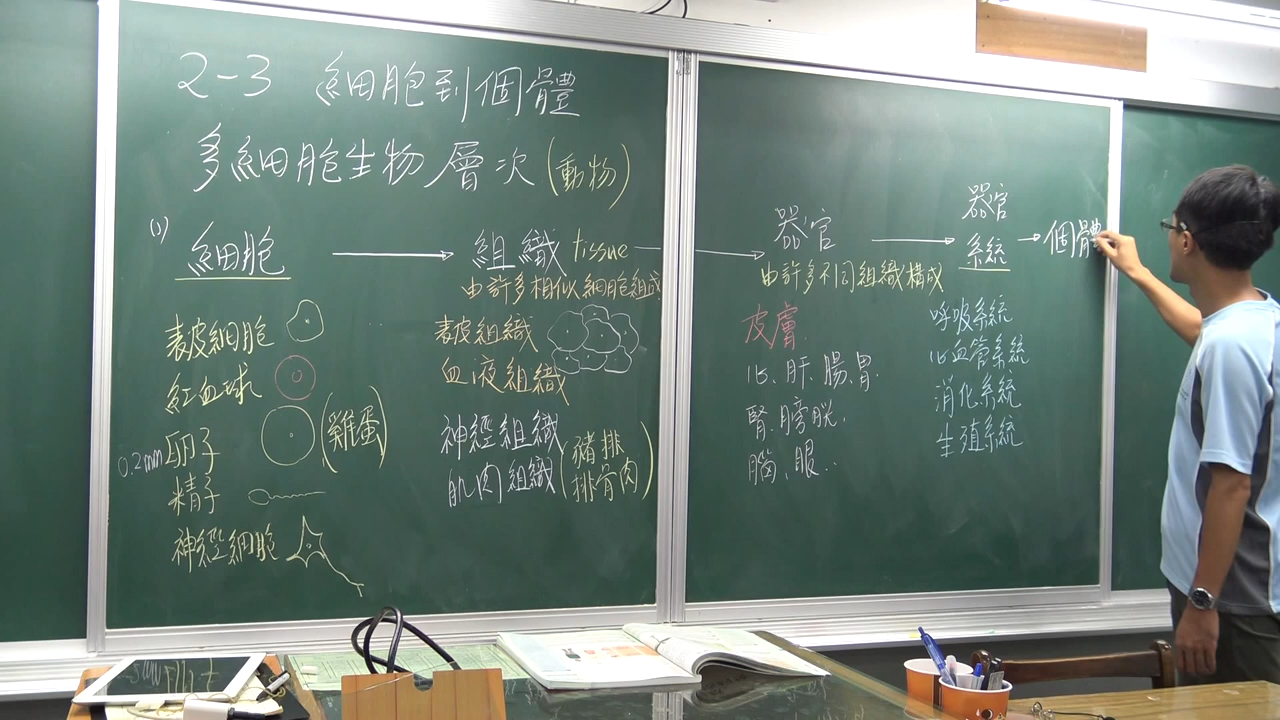 2-3 細胞到個體
多細胞生物層次(動物)
(1) 細胞 → 組織 tissue → 器官 → 器官系統 → 個體
由許多相似細胞組成
由許多不同組織構成
表皮細胞
紅血球
0.2mm 卵子 (雞蛋)
精子
神經細胞
表皮組織
血液組織
神經組織
肌肉組織 (豬排 排骨肉)
皮膚
心、肝、腸、胃.
腎.膀胱.
腦、眼..
呼吸系統
心血管系統
消化系統
生殖系統